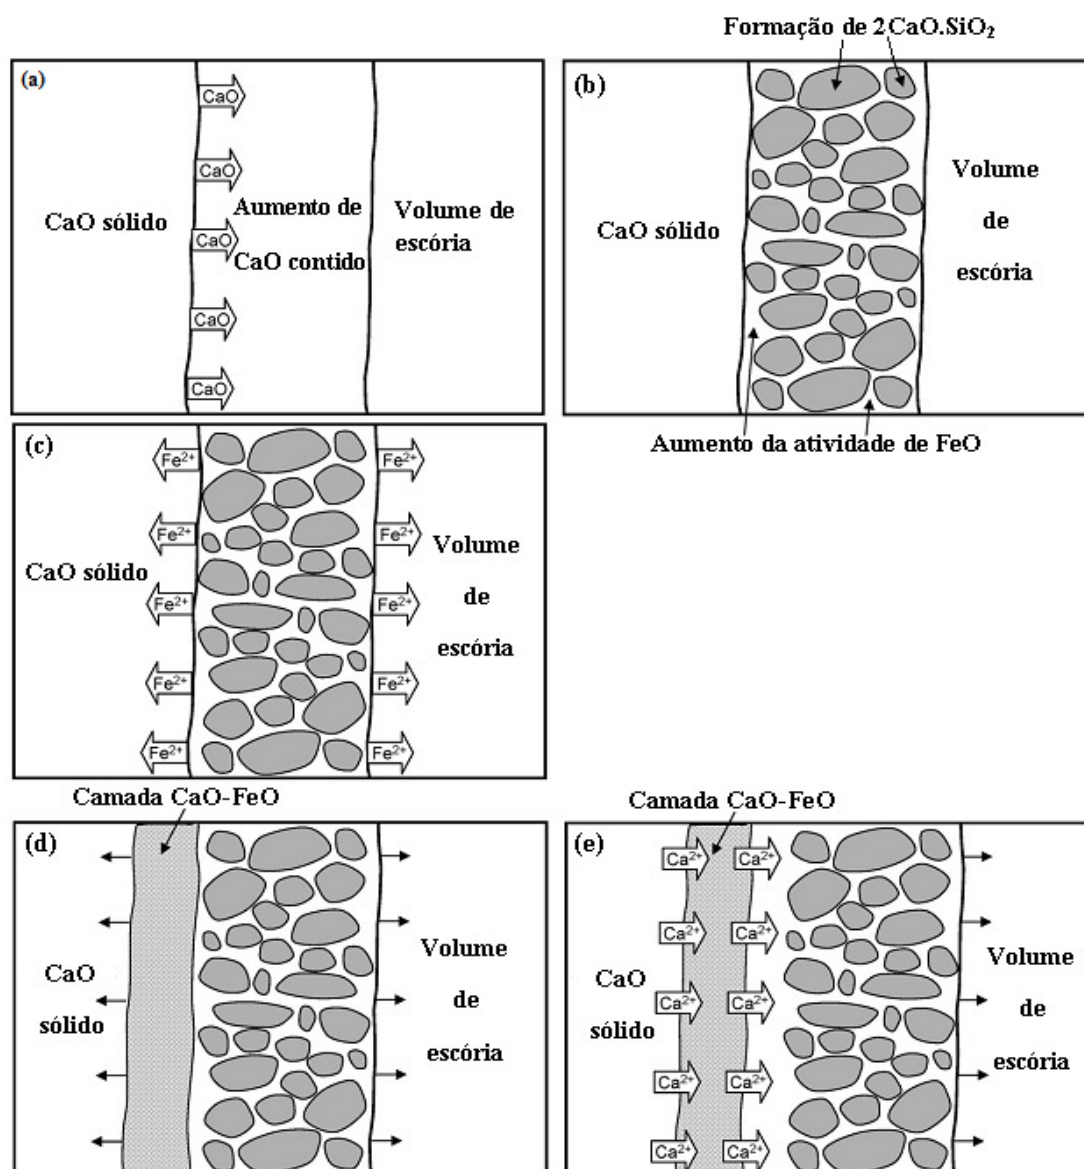 Formação de 2CaO.SiO₂
(a)
CaO
CaO
CaO
CaO
CaO
CaO sólido
Aumento de
CaO contido
Volume de
escória
(b)
CaO sólido
Volume
de
escória
Aumento da atividade de FeO
(c)
Fe²⁺
Fe²⁺
Fe²⁺
Fe²⁺
Fe²⁺
Fe²⁺
Fe²⁺
Fe²⁺
Fe²⁺
Fe²⁺
CaO sólido
Volume
de
escória
Camada CaO-FeO
(d)
CaO
sólido
Volume
de
escória
Camada CaO-FeO
(e)
Ca²⁺
Ca²⁺
Ca²⁺
Ca²⁺
Ca²⁺
Ca²⁺
Ca²⁺
Ca²⁺
Ca²⁺
Ca²⁺
CaO
sólido
Volume
de
escória